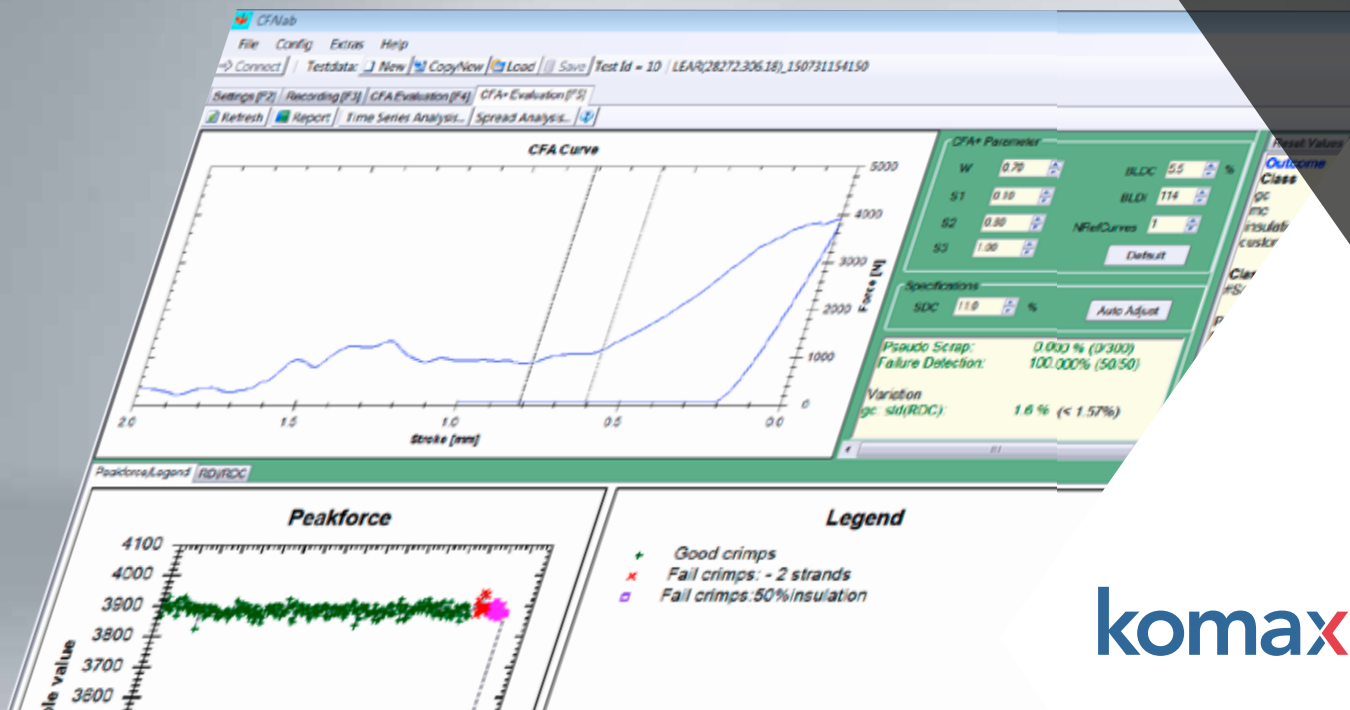 CFAlab
File Config Extras Help
Connect Testdata: New CopyNew Load Save Test Id = 10 LEAR(28272.306.18)_150731154150
Settings [F2] Recording [F3] CFA Evaluation [F4] CFA+ Evaluation [F5]
Refresh Report Time Series Analysis... Spread Analysis...
CFA Curve
5000
4000
3000
2000
1000
0
Force [N]
2.0 1.5 1.0 0.5 0.0
Stroke [mm]
CFA+ Parameter
W 0.70 BLDC 5.5 %
S1 0.10 BLDI 114
S2 0.80 NRefCurves 1
S3 1.00 Default
Specifications
SDC 11.0 % Auto Adjust
Pseudo Scrap: 0.000 % (0/300)
Failure Detection: 100.000% (50/50)
Variation
gc: std(RDC): 1.6 % (< 1.57%)
Reset Values
Outcome
Class
gc
mc
insulati
custor
Peakforce/Legend RDI/RDC
Peakforce
4100
4000
3900
3800
3700
3600
value
Legend
Good crimps
Fail crimps: - 2 strands
Fail crimps:50%insulation
komax